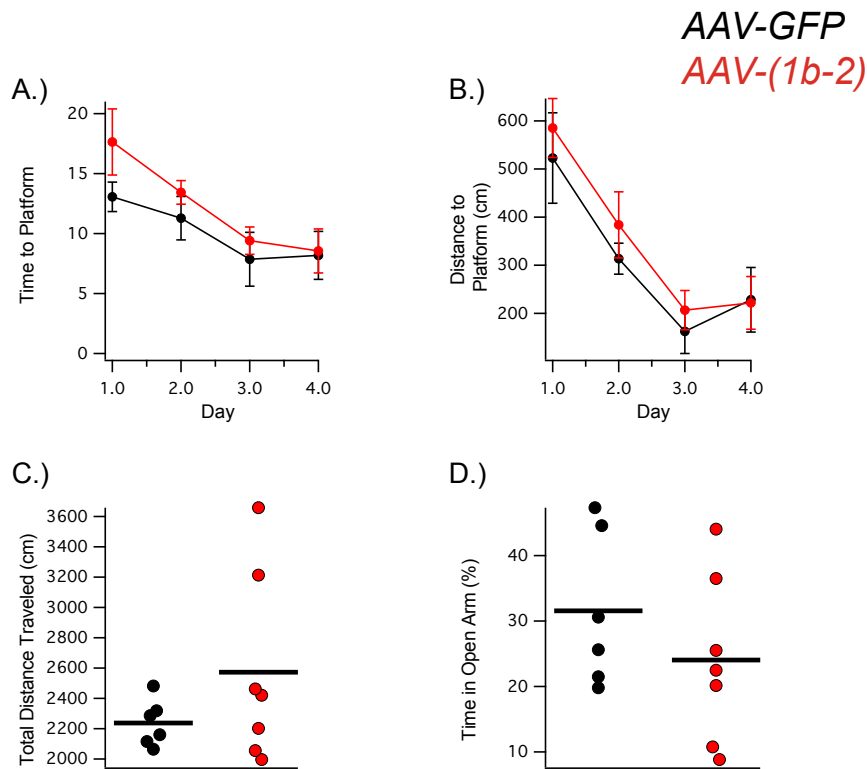 AAV-GFP
AAV-(1b-2)
A.)
20
15
10
5
0
Time to Platform
1.0 2.0 3.0 4.0
Day
B.)
600
500
400
300
200
Distance to
Platform (cm)
1.0 2.0 3.0 4.0
Day
C.)
3600
3400
3200
3000
2800
2600
2400
2200
2000
Total Distance Traveled (cm)
D.)
40
30
20
10
Time in Open Arm (%)